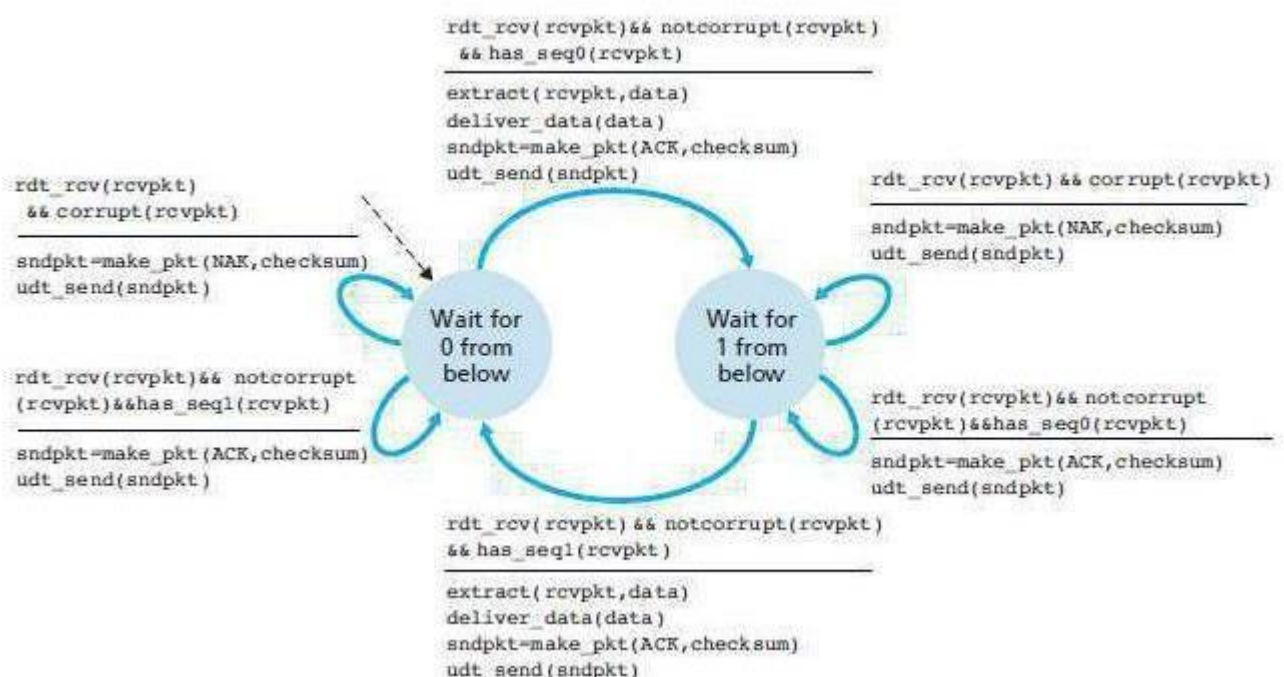 rdt_rcv(rcvpkt)&& notcorrupt(rcvpkt)
&& has_seq0(rcvpkt)
extract(rcvpkt,data)
deliver_data(data)
sndpkt=make_pkt(ACK,checksum)
udt_send(sndpkt)
rdt_rcv(rcvpkt)
&& corrupt(rcvpkt)
sndpkt=make_pkt(NAK,checksum)
udt_send(sndpkt)
rdt_rcv(rcvpkt) && corrupt(rcvpkt)
sndpkt=make_pkt(NAK,checksum)
udt_send(sndpkt)
Wait for
0 from
below
Wait for
1 from
below
rdt_rcv(rcvpkt)&& notcorrupt
(rcvpkt)&&has_seq1(rcvpkt)
sndpkt=make_pkt(ACK,checksum)
udt_send(sndpkt)
rdt_rcv(rcvpkt)&& notcorrupt
(rcvpkt)&&has_seq0(rcvpkt)
sndpkt=make_pkt(ACK,checksum)
udt_send(sndpkt)
rdt_rcv(rcvpkt) && notcorrupt(rcvpkt)
&& has_seq1(rcvpkt)
extract(rcvpkt,data)
deliver_data(data)
sndpkt=make_pkt(ACK,checksum)
udt_send(sndpkt)